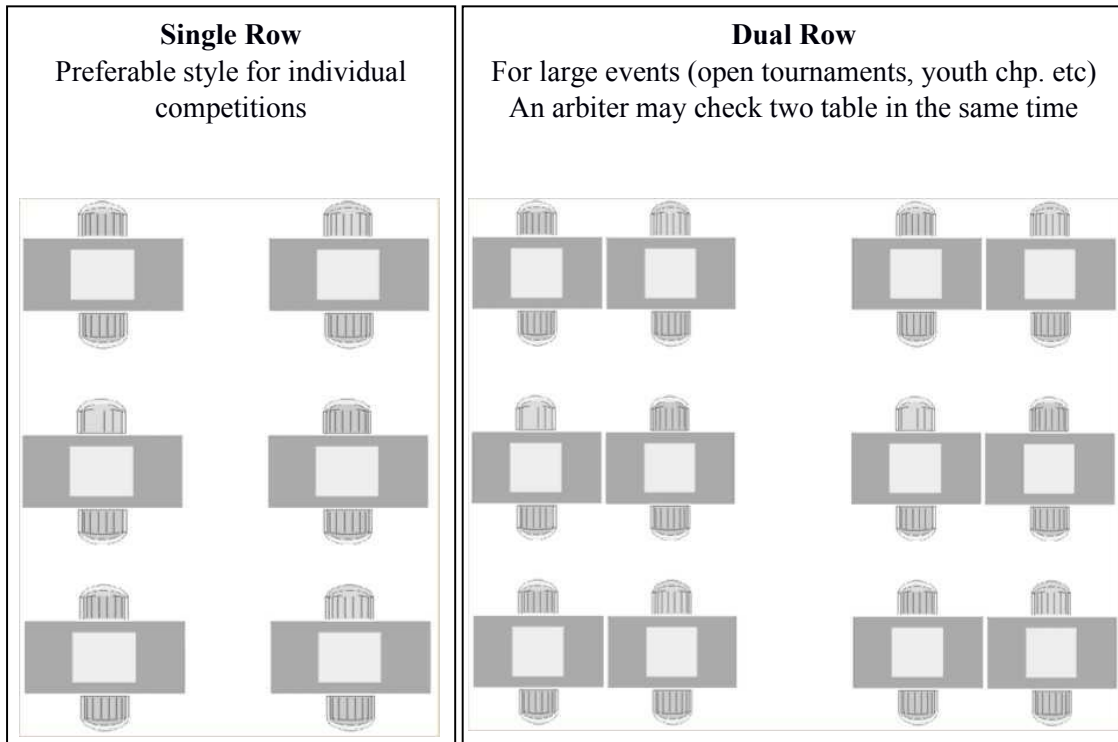 Single Row
Preferable style for individual
competitions
Dual Row
For large events (open tournaments, youth chp. etc)
An arbiter may check two table in the same time